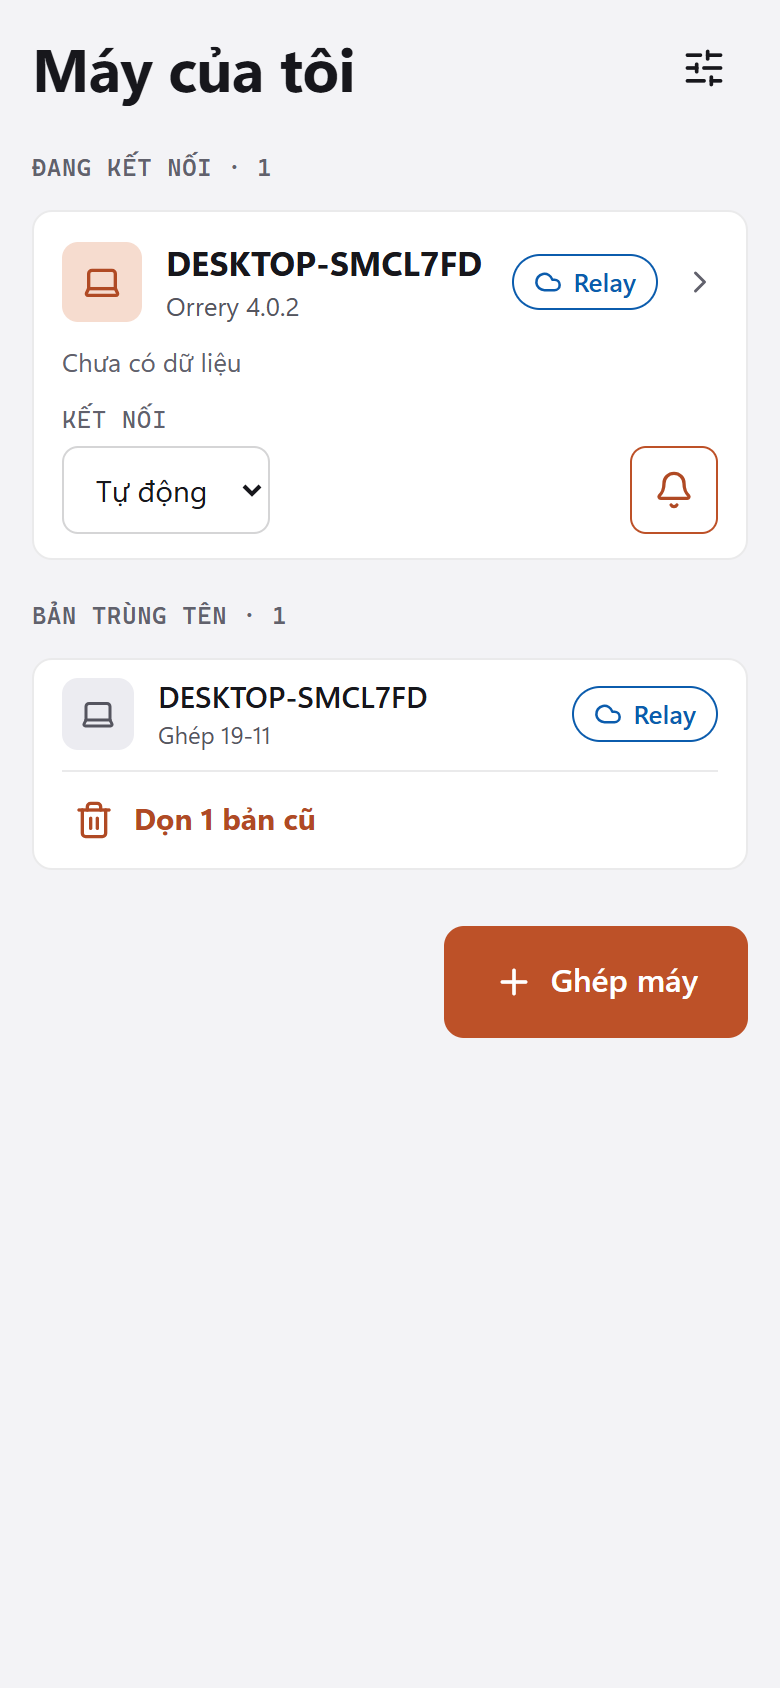 Máy của tôi
ĐANG KẾT NỐI · 1
DESKTOP-SMCL7FD
Orrery 4.0.2
Relay
Chưa có dữ liệu
KẾT NỐI
Tự động
BẢN TRÙNG TÊN · 1
DESKTOP-SMCL7FD
Ghép 19-11
Relay
Dọn 1 bản cũ
Ghép máy